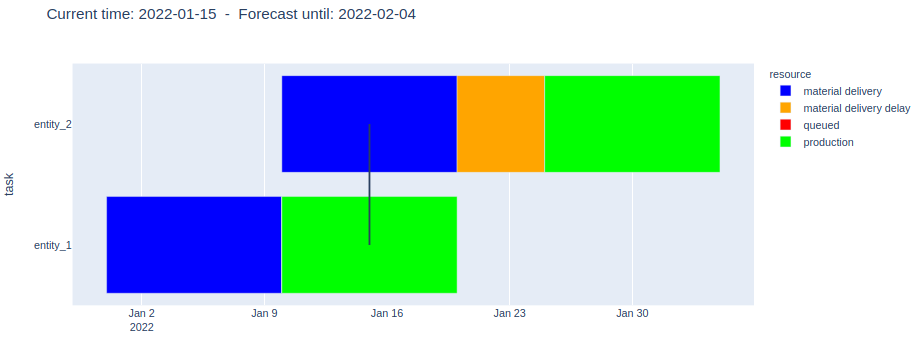 Current time: 2022-01-15 - Forecast until: 2022-02-04
resource
material delivery
material delivery delay
queued
production
task
entity_2
entity_1
Jan 2
2022
Jan 9
Jan 16
Jan 23
Jan 30